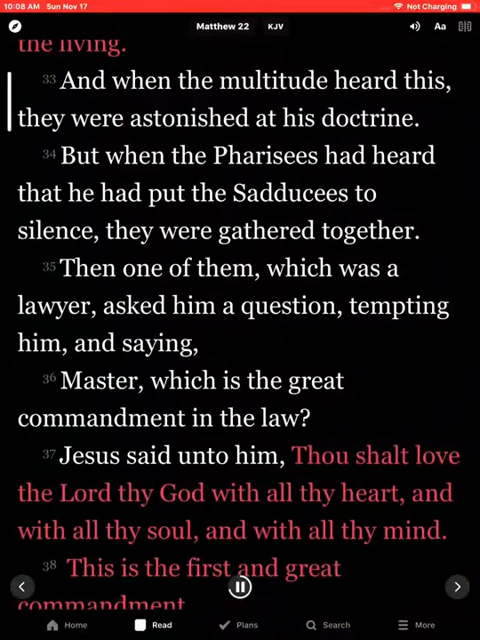 10:08 AM Sun Nov 17
Not Charging
Matthew 22 KJV
Aa
the living.
33 And when the multitude heard this,
they were astonished at his doctrine.
34 But when the Pharisees had heard
that he had put the Sadducees to
silence, they were gathered together.
35 Then one of them, which was a
lawyer, asked him a question, tempting
him, and saying,
36 Master, which is the great
commandment in the law?
37 Jesus said unto him, Thou shalt love
the Lord thy God with all thy heart, and
with all thy soul, and with all thy mind.
38 This is the first and great
commandment
Home Read Plans Search More